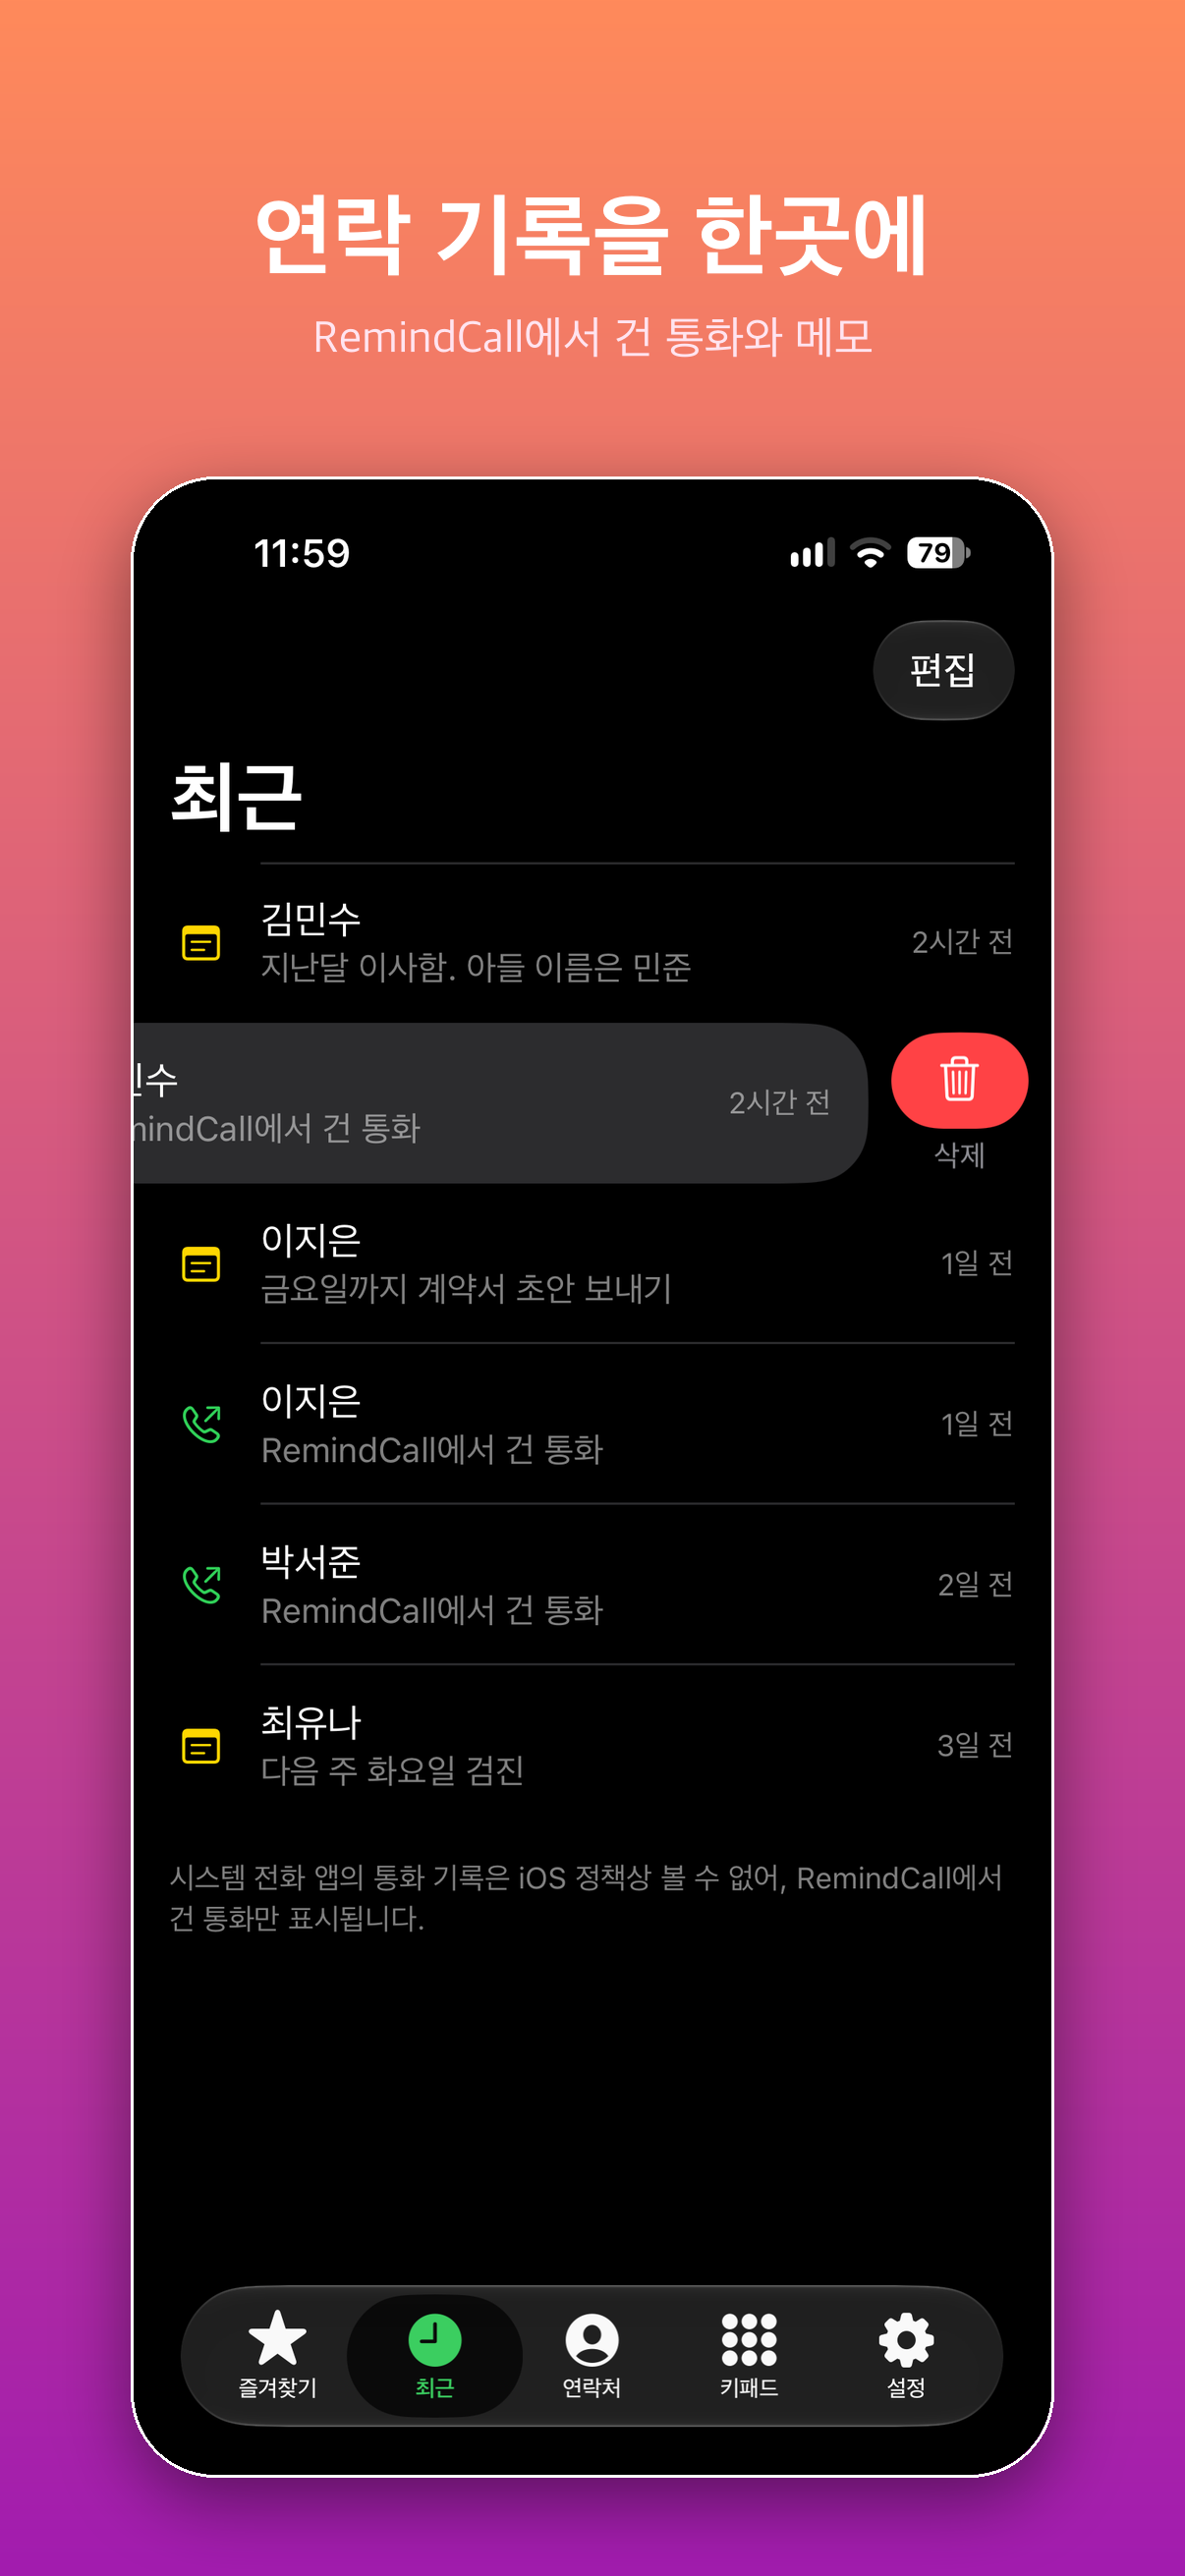 연락 기록을 한곳에
RemindCall에서 건 통화와 메모
11:59
79
편집
최근
김민수
지난달 이사함. 아들 이름은 민준
2시간 전
수
indCall에서 건 통화
2시간 전
삭제
이지은
금요일까지 계약서 초안 보내기
1일 전
이지은
RemindCall에서 건 통화
1일 전
박서준
RemindCall에서 건 통화
2일 전
최유나
다음 주 화요일 검진
3일 전
시스템 전화 앱의 통화 기록은 iOS 정책상 볼 수 없어, RemindCall에서
건 통화만 표시됩니다.
즐겨찾기
최근
연락처
키패드
설정